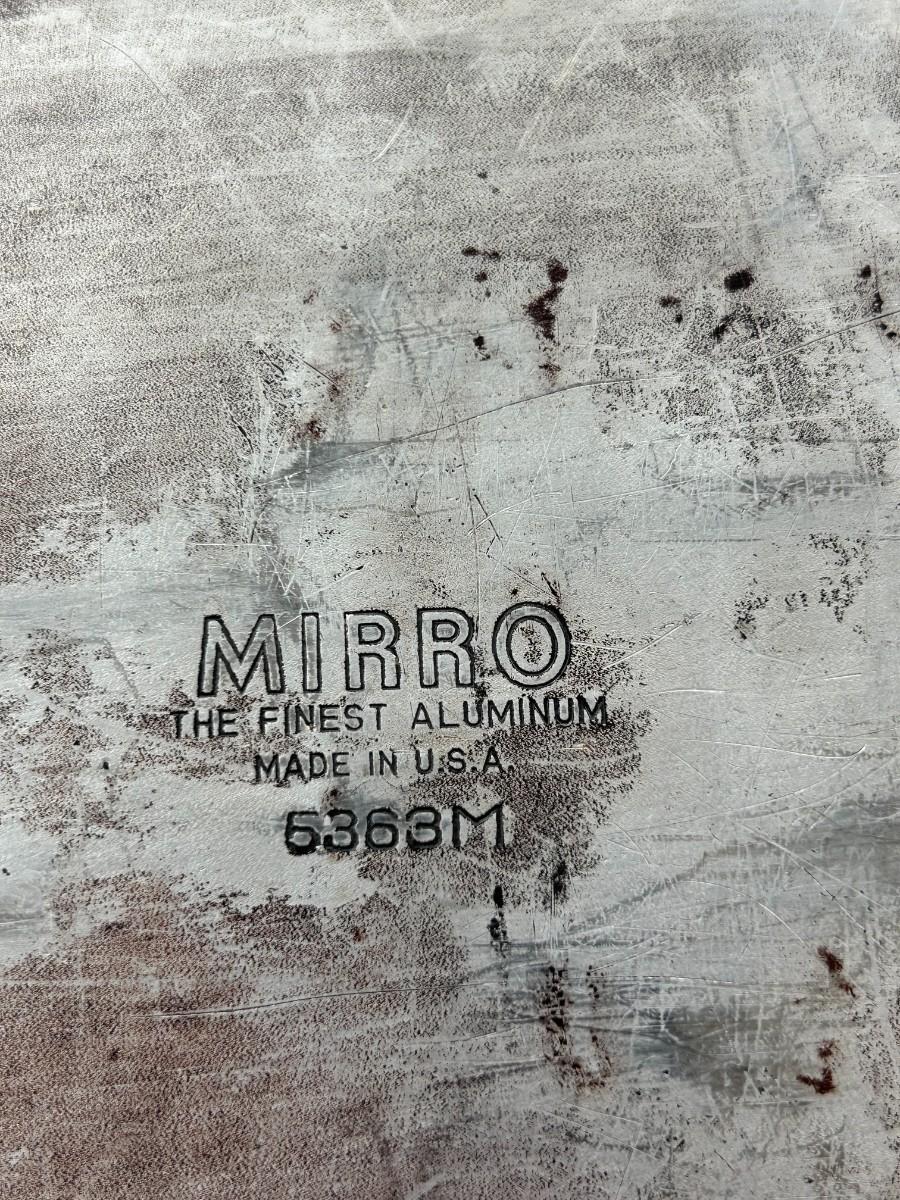 MIRRO
THE FINEST ALUMINUM
MADE IN U.S.A.
5363M